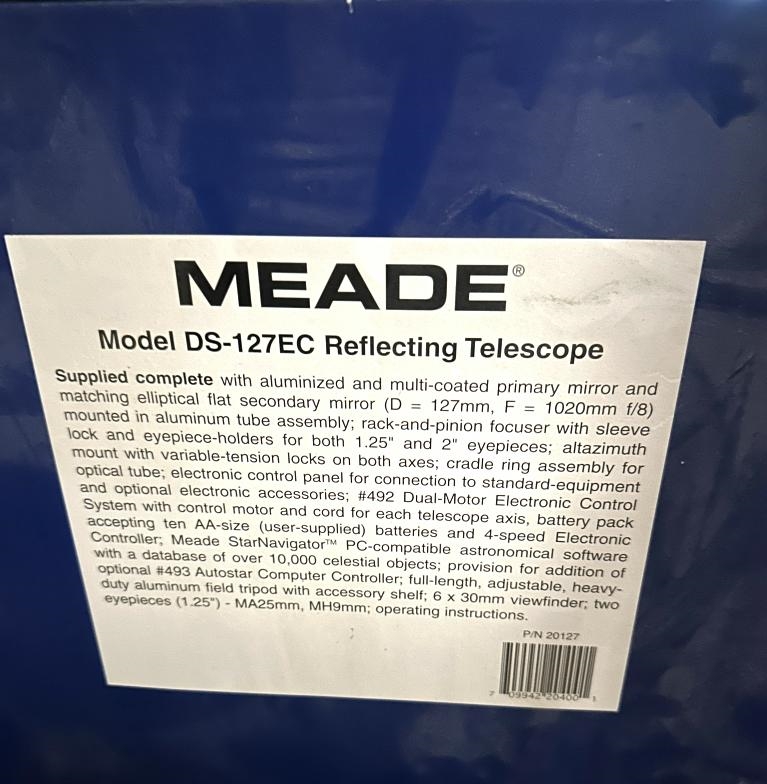 MEADE®
Model DS-127EC Reflecting Telescope
Supplied complete with aluminized and multi-coated primary mirror and
matching elliptical flat secondary mirror (D = 127mm, F = 1020mm f/8)
mounted in aluminum tube assembly; rack-and-pinion focuser with sleeve
lock and eyepiece-holders for both 1.25" and 2" eyepieces; altazimuth
mount with variable-tension locks on both axes; cradle ring assembly for
optical tube; electronic control panel for connection to standard-equipment
and optional electronic accessories; #492 Dual-Motor Electronic Control
System with control motor and cord for each telescope axis, battery pack
accepting ten AA-size (user-supplied) batteries and 4-speed Electronic
Controller; Meade StarNavigator™ PC-compatible astronomical software
with a database of over 10,000 celestial objects; provision for addition of
optional #493 Autostar Computer Controller; full-length, adjustable, heavy-
duty aluminum field tripod with accessory shelf; 6 x 30mm viewfinder; two
eyepieces (1.25") - MA25mm, MH9mm; operating instructions.
P/N 20127
7 09942 20400 1